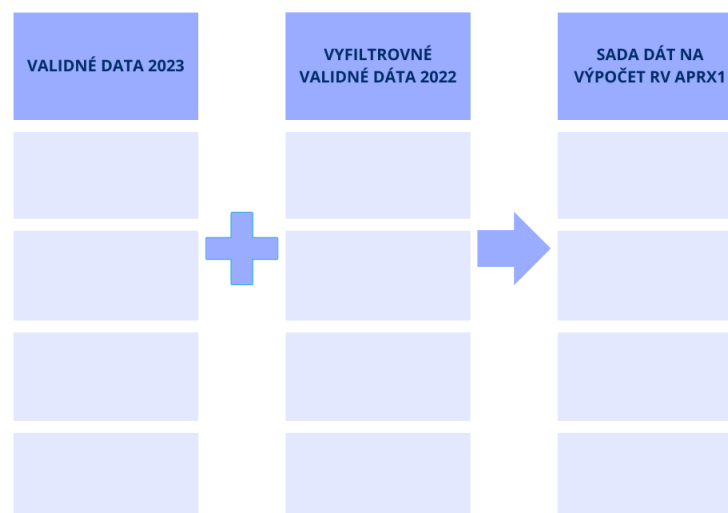 VALIDNÉ DATA 2023
VYFILTROVNÉ
VALIDNÉ DÁTA 2022
SADA DÁT NA
VÝPOČET RV APRX1